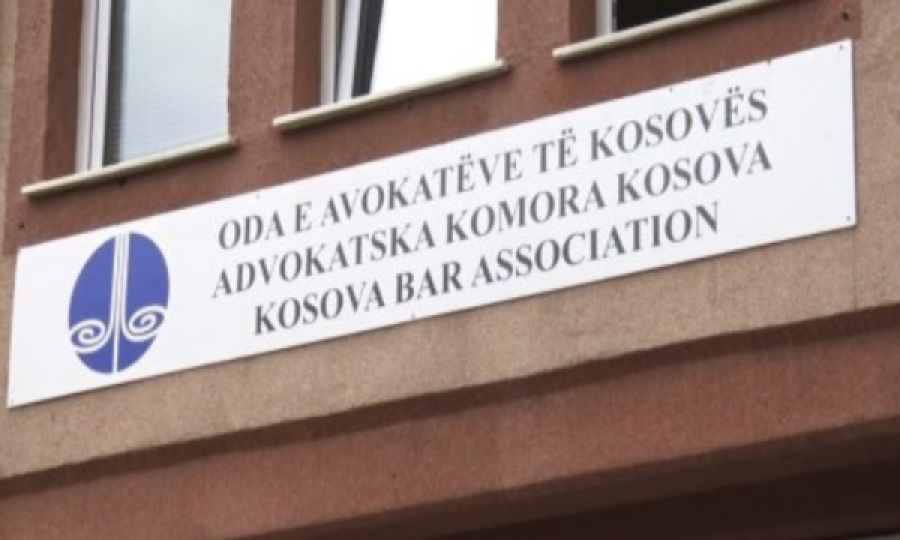 ODA E AVOKATËVE TË KOSOVËS
ADVOKATSKA KOMORA KOSOVA
KOSOVA BAR ASSOCIATION